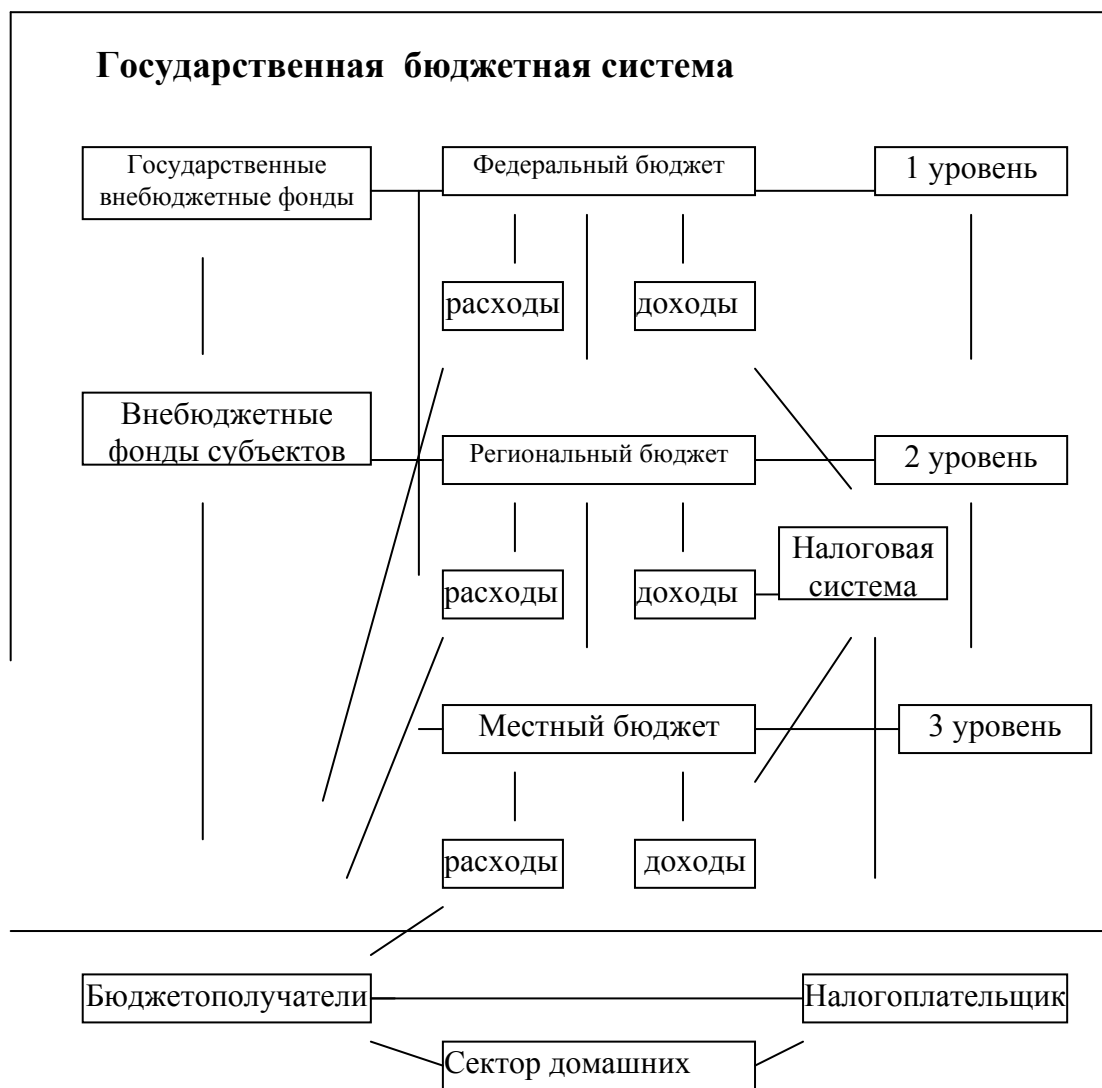 Государственная бюджетная система
Государственные
внебюджетные фонды
Федеральный бюджет
1 уровень
расходы
доходы
Внебюджетные
фонды субъектов
Региональный бюджет
2 уровень
Налоговая
система
расходы
доходы
Местный бюджет
3 уровень
расходы
доходы
Бюджетополучатели
Налогоплательщик
Сектор домашних